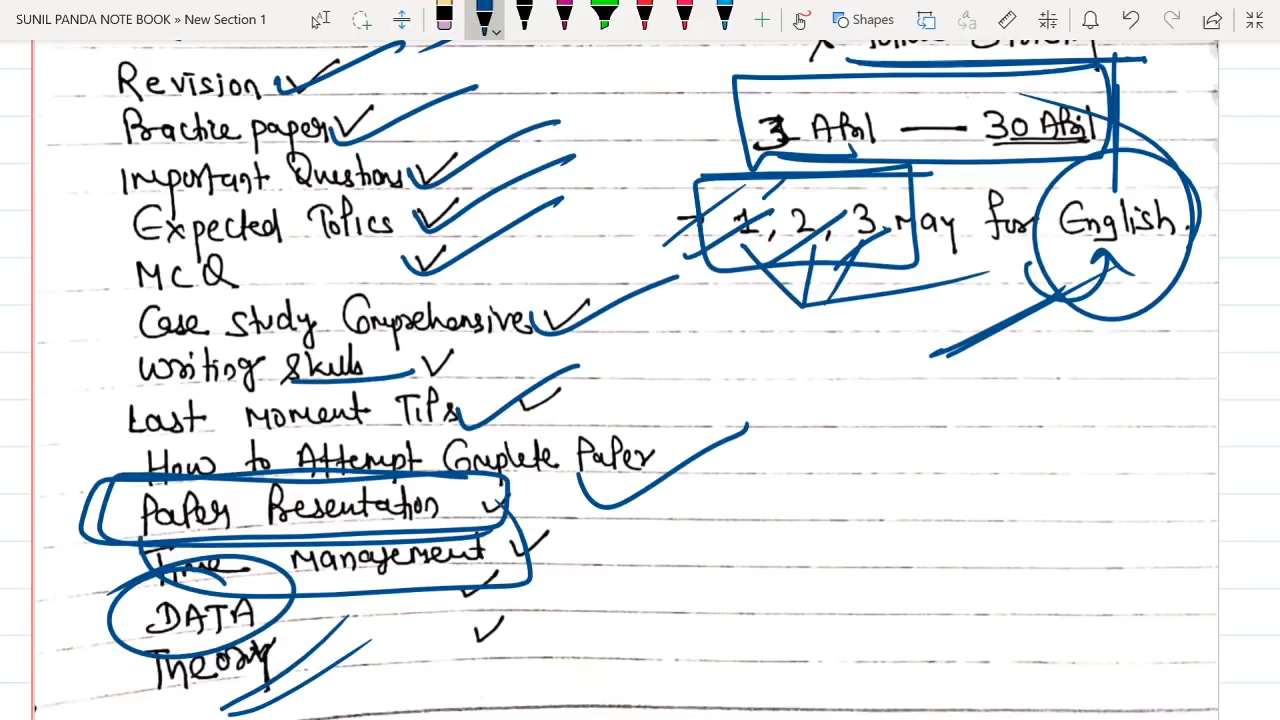 SUNIL PANDA NOTE BOOK » New Section 1
Shapes
Revision
Practice paper
Important Questions
Expected Topics
MCQ
Case Study Comprehensive
Writing Skills
Last Moment Tips
How to Attempt Complete Paper
Paper Presentation
Time Management
DATA
Theory
April — 30 April
→ 1, 2, 3 May for English.